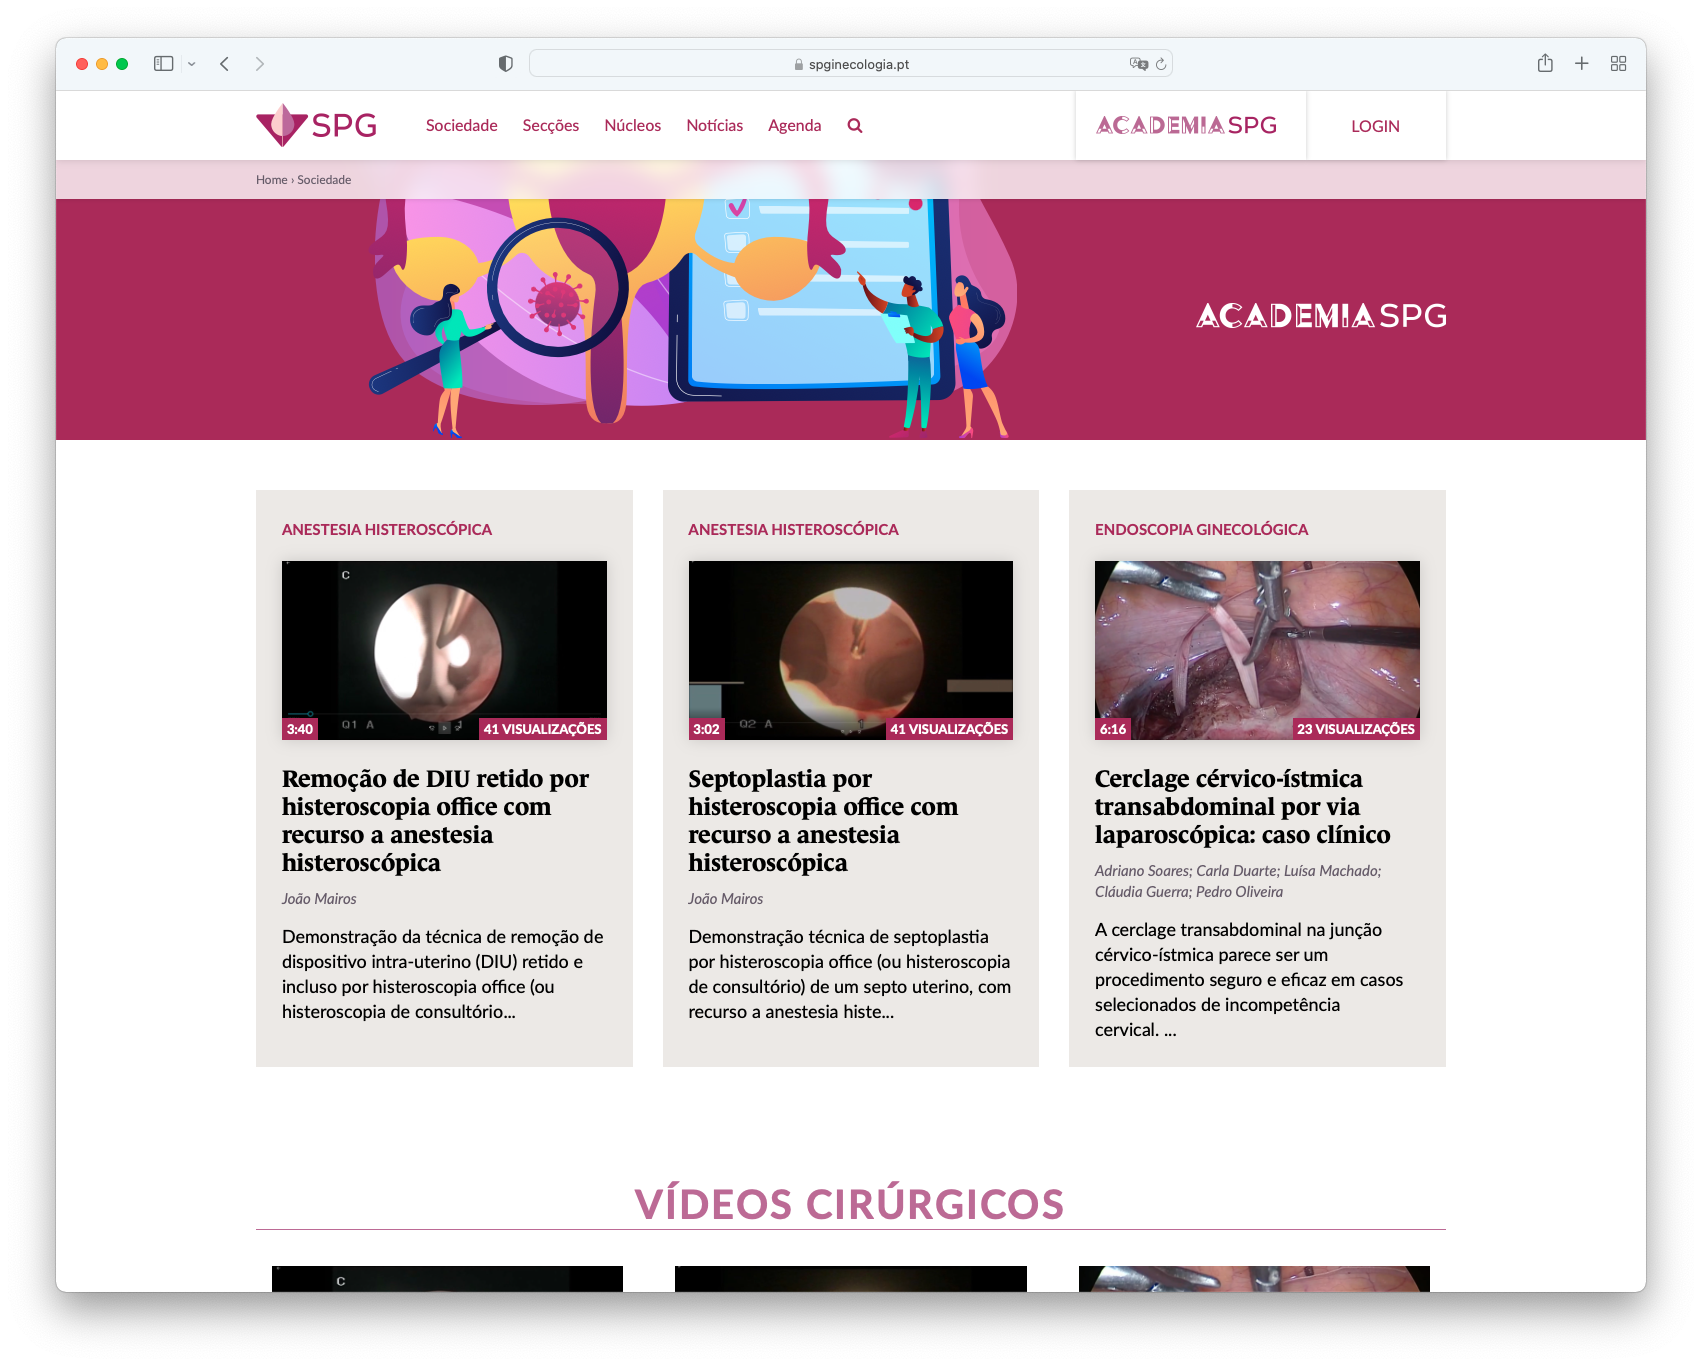 spginecologia.pt
SPG
Sociedade
Secções
Núcleos
Notícias
Agenda
ACADEMIA SPG
LOGIN
Home › Sociedade
ACADEMIA SPG
ANESTESIA HISTEROSCÓPICA
C
Q1 A
3:40
41 VISUALIZAÇÕES
Remoção de DIU retido por
histeroscopia office com
recurso a anestesia
histeroscópica
João Mairos
Demonstração da técnica de remoção de
dispositivo intra-uterino (DIU) retido e
incluso por histeroscopia office (ou
histeroscopia de consultório...
ANESTESIA HISTEROSCÓPICA
Q2 A
3:02
41 VISUALIZAÇÕES
Septoplastia por
histeroscopia office com
recurso a anestesia
histeroscópica
João Mairos
Demonstração técnica de septoplastia
por histeroscopia office (ou histeroscopia
de consultório) de um septo uterino, com
recurso a anestesia histe...
ENDOSCOPIA GINECOLÓGICA
6:16
23 VISUALIZAÇÕES
Cerclage cérvico-ístmica
transabdominal por via
laparoscópica: caso clínico
Adriano Soares; Carla Duarte; Luísa Machado;
Cláudia Guerra; Pedro Oliveira
A cerclage transabdominal na junção
cérvico-ístmica parece ser um
procedimento seguro e eficaz em casos
selecionados de incompetência
cervical. ...
VÍDEOS CIRÚRGICOS
C